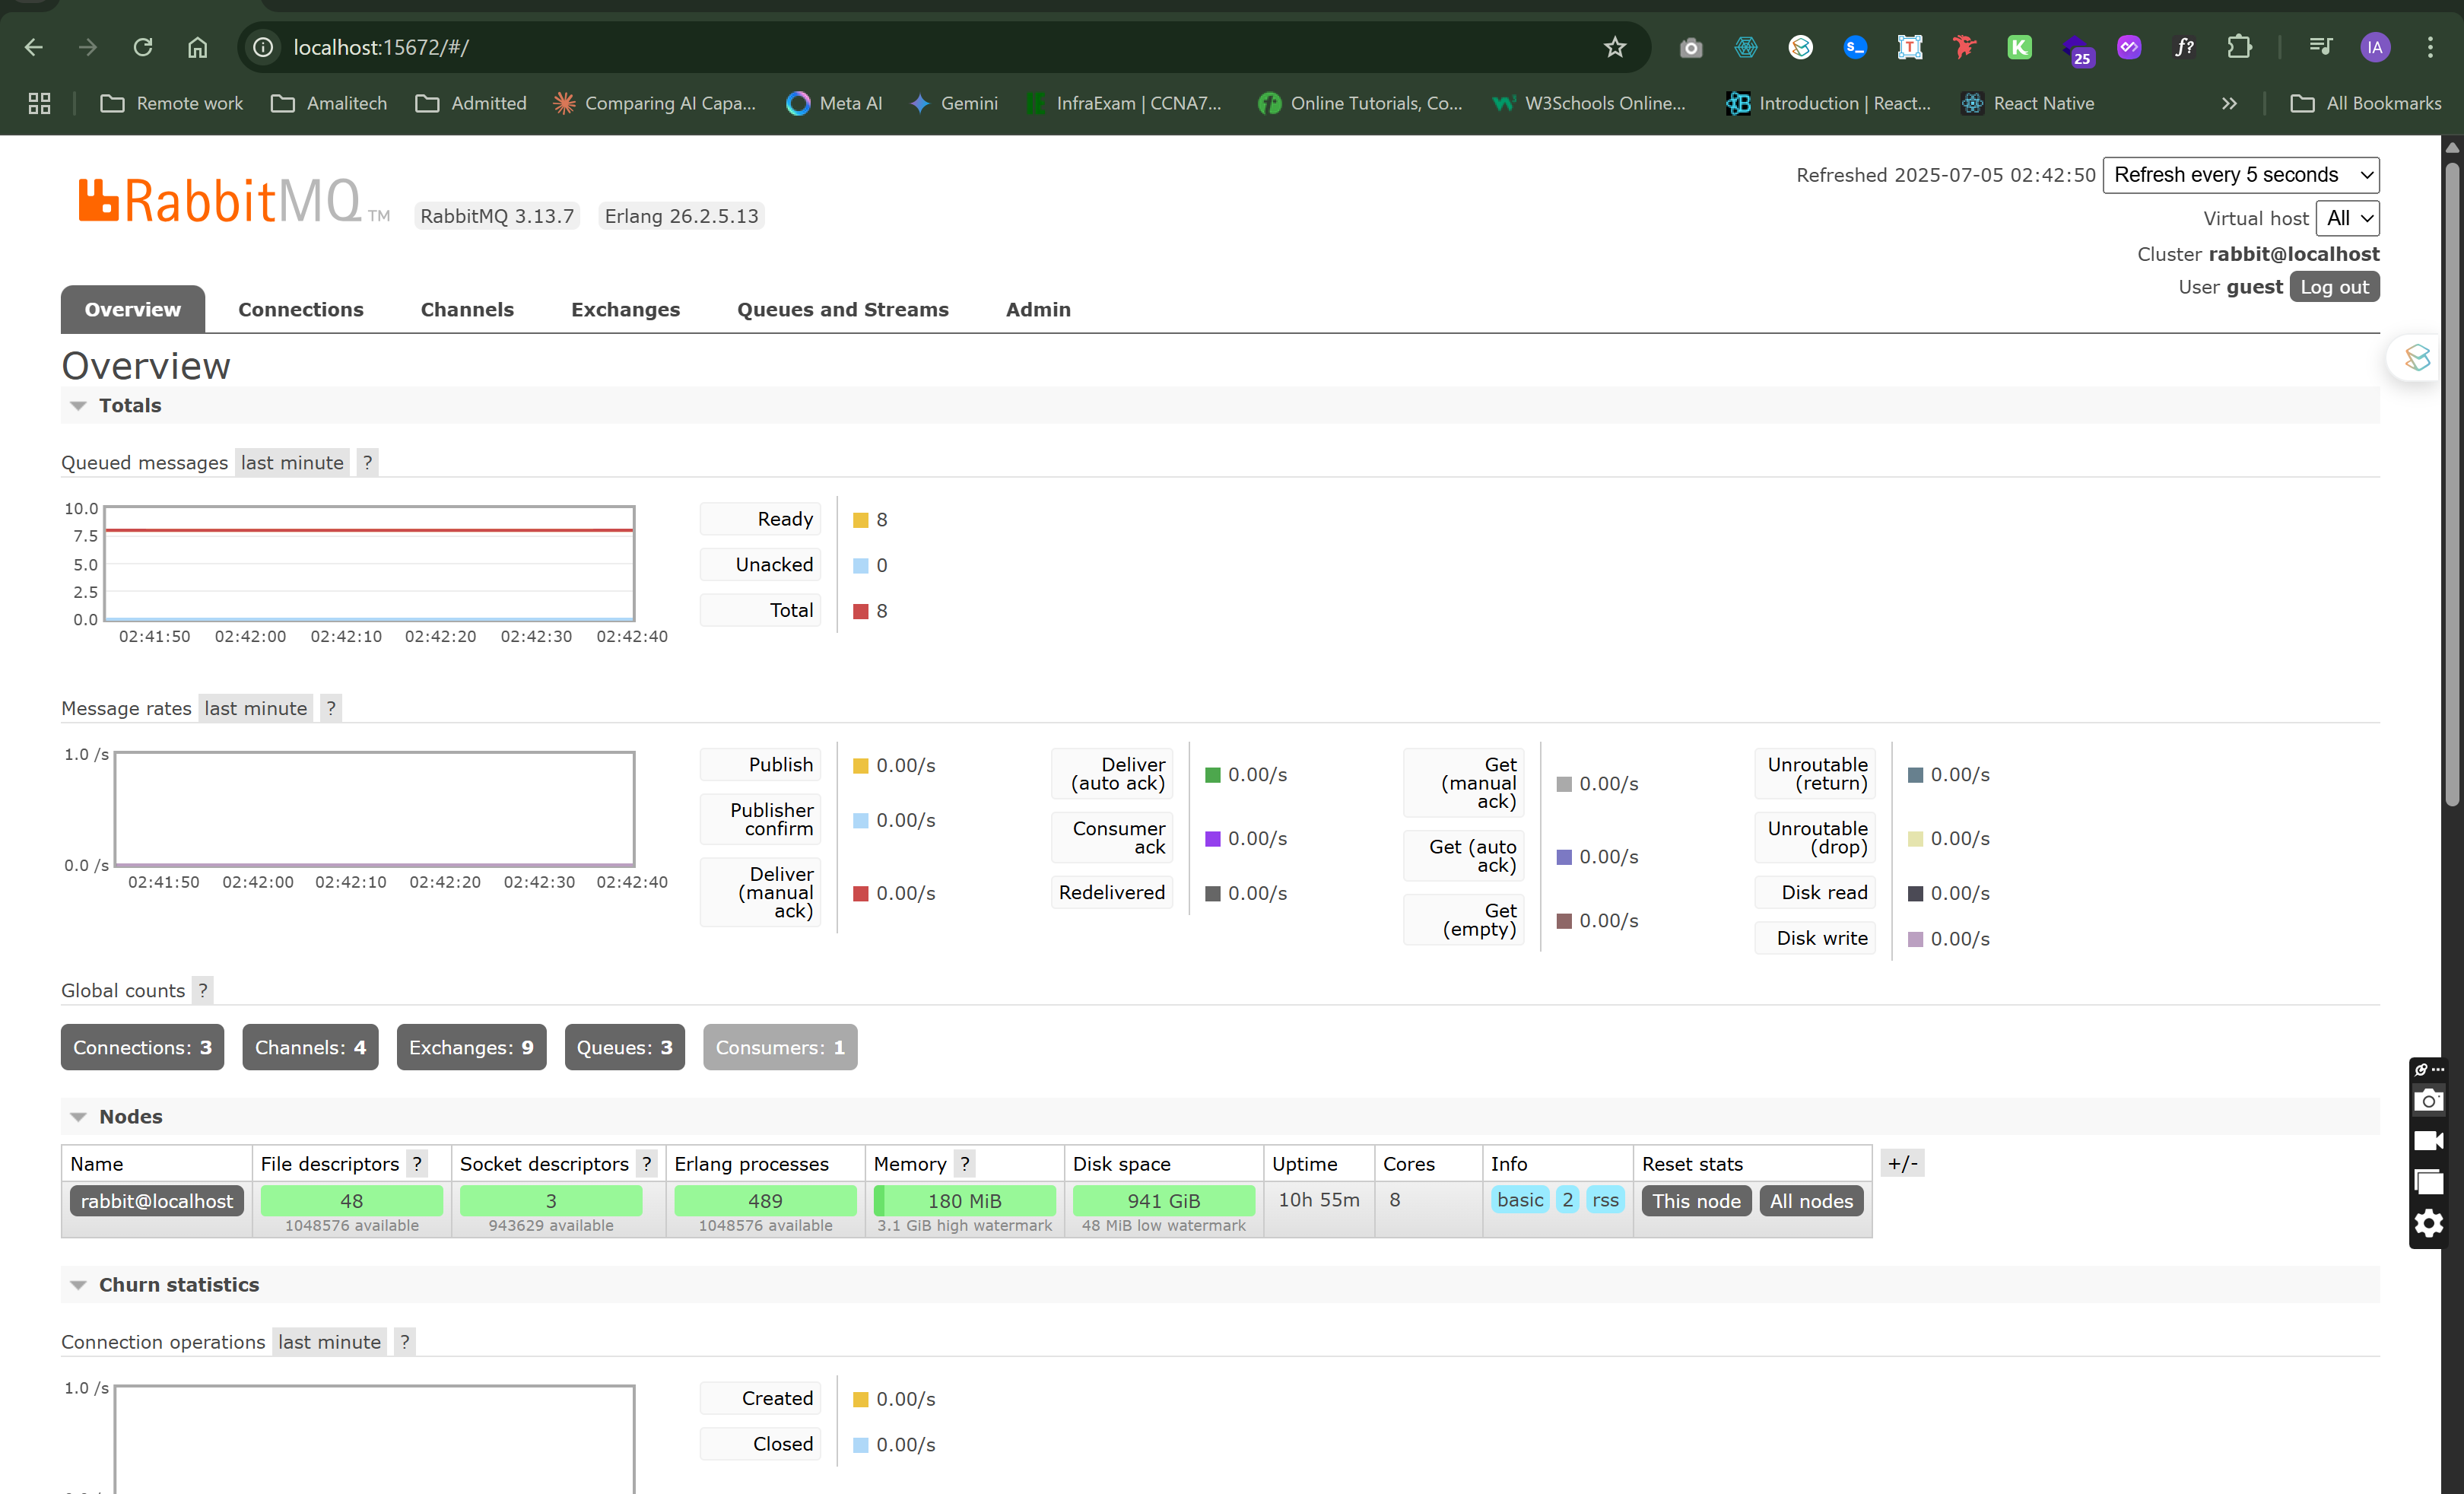 localhost:15672/#/
S_
T
K
25
f?
IA
Remote work
Amalitech
Admitted
Comparing AI Capa...
Meta AI
Gemini
InfraExam | CCNA7...
Online Tutorials, Co...
W3Schools Online...
Introduction | React...
React Native
All Bookmarks
RabbitMQ TM
RabbitMQ 3.13.7 Erlang 26.2.5.13
Refreshed 2025-07-05 02:42:50 Refresh every 5 seconds
Virtual host All
Cluster rabbit@localhost
User guest Log out
Overview Connections Channels Exchanges Queues and Streams Admin
Overview
Totals
Queued messages last minute ?
10.0
7.5
5.0
2.5
0.0
02:41:50 02:42:00 02:42:10 02:42:20 02:42:30 02:42:40
Ready 8
Unacked 0
Total 8
Message rates last minute ?
1.0 /s
0.0 /s
02:41:50 02:42:00 02:42:10 02:42:20 02:42:30 02:42:40
Publish 0.00/s
Publisher
confirm 0.00/s
Deliver
(manual 0.00/s
ack)
Deliver
(auto ack) 0.00/s
Consumer
ack 0.00/s
Redelivered 0.00/s
Get
(manual 0.00/s
ack)
Get (auto
ack) 0.00/s
Get
(empty) 0.00/s
Unroutable
(return) 0.00/s
Unroutable
(drop) 0.00/s
Disk read 0.00/s
Disk write 0.00/s
Global counts ?
Connections: 3 Channels: 4 Exchanges: 9 Queues: 3 Consumers: 1
Nodes
Name File descriptors ? Socket descriptors ? Erlang processes Memory ? Disk space Uptime Cores Info Reset stats +/-
rabbit@localhost 48 3 489 180 MiB 941 GiB 10h 55m 8 basic 2 rss This node All nodes
1048576 available 943629 available 1048576 available 3.1 GiB high watermark 48 MiB low watermark
Churn statistics
Connection operations last minute ?
1.0 /s
Created 0.00/s
Closed 0.00/s